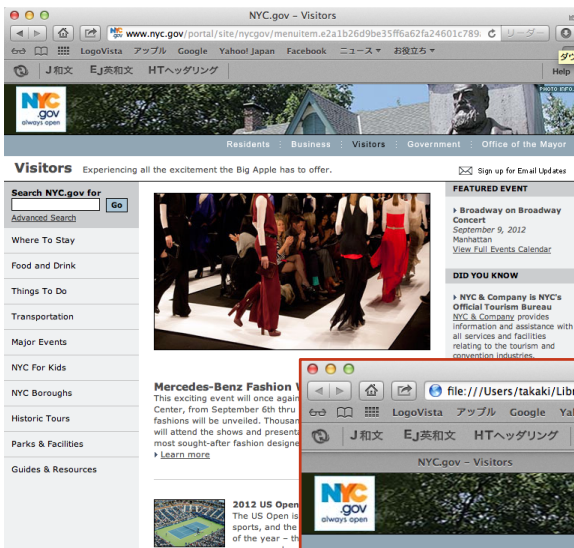 NYC.gov – Visitors
www.nyc.gov/portal/site/nycgov/menuitem.e2a1b26d9be35ff6a62fa24601c789
リーダー
LogoVista アップル Google Yahoo! Japan Facebook ニュース▼ お役立ち▼
J和文 EJ英和文 HTヘッダリング
Help
NYC
.gov
always open
PHOTO INFO
Residents Business Visitors Government Office of the Mayor
Visitors Experiencing all the excitement the Big Apple has to offer.
Sign up for Email Updates
Search NYC.gov for
Go
Advanced Search
Where To Stay
Food and Drink
Things To Do
Transportation
Major Events
NYC For Kids
NYC Boroughs
Historic Tours
Parks & Facilities
Guides & Resources
Mercedes-Benz Fashion
This exciting event will once again
Center, from September 6th thru
fashions will be unveiled.
will attend the shows and
most sought-after fashion
Learn more
2012 US Open
The US Open is
sports, and the
of the year – th
FEATURED EVENT
Broadway on Broadway
Concert
September 9, 2012
Manhattan
View Full Events Calendar
DID YOU KNOW
NYC & Company is NYC's
Official Tourism Bureau
NYC & Company provides
information and assistance with
all services and facilities
relating to the tourism and
convention industries.
file:///Users/takaki/Libr
LogoVista アップル Google Ya
J和文 EJ英和文 HTヘッダリング
NYC.gov – Visitors
NYC
.gov
always open